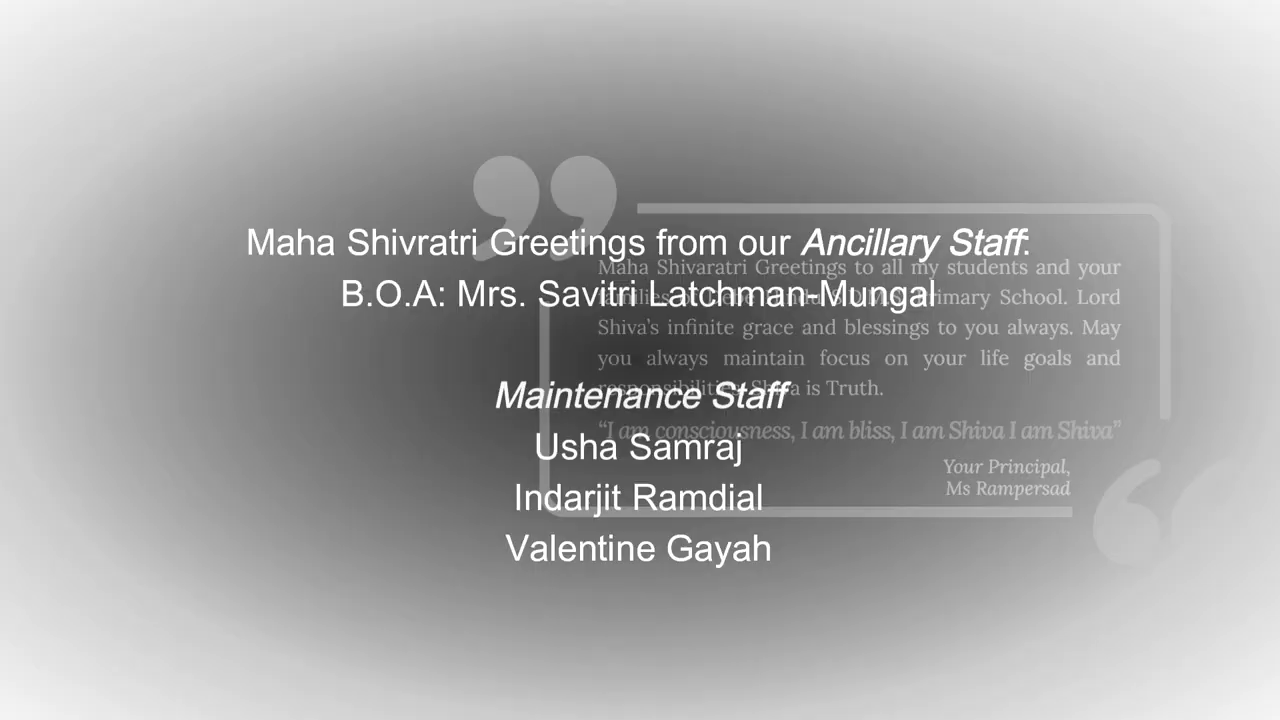 Maha Shivratri Greetings from our Ancillary Staff:
B.O.A: Mrs. Savitri Latchman-Mungal
Maintenance Staff
Usha Samraj
Indarjit Ramdial
Valentine Gayah
Maha Shivaratri Greetings to all my students and your
Primary School. Lord
Shiva's infinite grace and blessings to you always. May
you always maintain focus on your life goals and
is Truth.
“I am consciousness, I am bliss, I am Shiva I am Shiva”
Your Principal,
Ms Rampersad